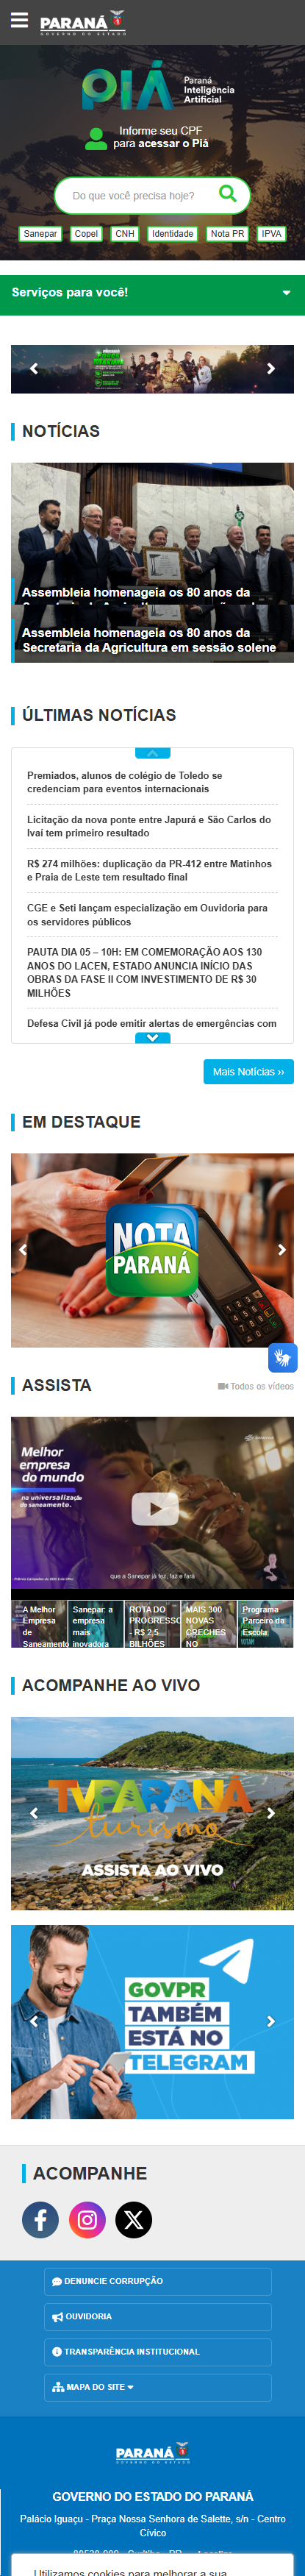 PARANÁ
GOVERNO DO ESTADO
PIÁ
Paraná
Inteligência
Artificial
Informe seu CPF
para acessar o Piá
Do que você precisa hoje?
Sanepar
Copel
CNH
Identidade
Nota PR
IPVA
Serviços para você!
NOTÍCIAS
Assembleia homenageia os 80 anos da
Assembleia homenageia os 80 anos da
Secretaria da Agricultura em sessão solene
ÚLTIMAS NOTÍCIAS
Premiados, alunos de colégio de Toledo se
credenciam para eventos internacionais
Licitação da nova ponte entre Japurá e São Carlos do
Ivaí tem primeiro resultado
R$ 274 milhões: duplicação da PR-412 entre Matinhos
e Praia de Leste tem resultado final
CGE e Seti lançam especialização em Ouvidoria para
os servidores públicos
PAUTA DIA 05 – 10H: EM COMEMORAÇÃO AOS 130
ANOS DO LACEN, ESTADO ANUNCIA INÍCIO DAS
OBRAS DA FASE II COM INVESTIMENTO DE R$ 30
MILHÕES
Defesa Civil já pode emitir alertas de emergências com
Mais Notícias ››
EM DESTAQUE
NOTA
PARANÁ
ASSISTA
Todos os vídeos
Melhor
empresa
do mundo
na universalização
do saneamento.
que a Sanepar já fez, faz e fará
A Melhor
Empresa
de
Saneamento
Sanepar: a
empresa
mais
inovadora
ROTA DO
PROGRESSO
- R$ 2,5
BILHÕES
MAIS 300
NOVAS
CRECHES
NO
Programa
Parceiro da
Escola
ACOMPANHE AO VIVO
TV PARANÁ
turismo
ASSISTA AO VIVO
GOVPR
TAMBÉM
ESTÁ NO
TELEGRAM
ACOMPANHE
DENUNCIE CORRUPÇÃO
OUVIDORIA
TRANSPARÊNCIA INSTITUCIONAL
MAPA DO SITE
PARANÁ
GOVERNO DO ESTADO
GOVERNO DO ESTADO DO PARANÁ
Palácio Iguaçu - Praça Nossa Senhora de Salette, s/n - Centro
Cívico
Utilizamos cookies para melhorar a sua